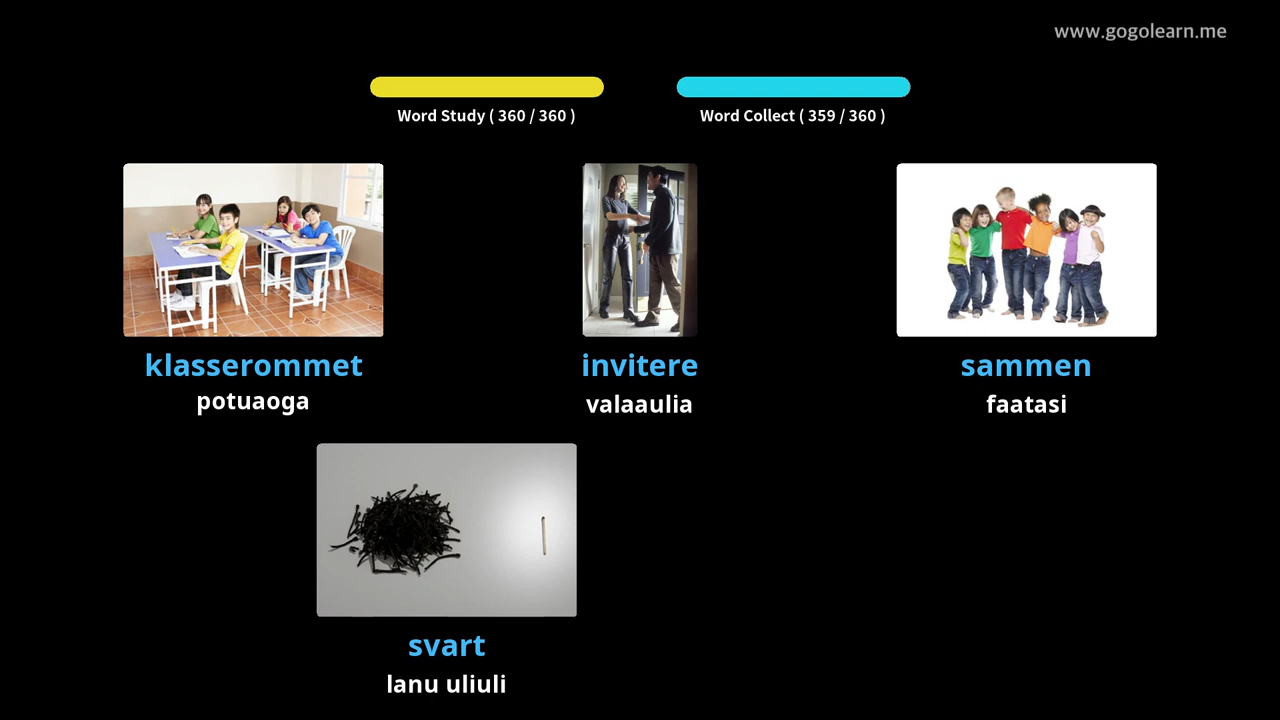 www.gogolearn.me
Word Study ( 360 / 360 )
Word Collect ( 359 / 360 )
klasserommet
potuaoga
invitere
valaaulia
sammen
faatasi
svart
lanu uliuli